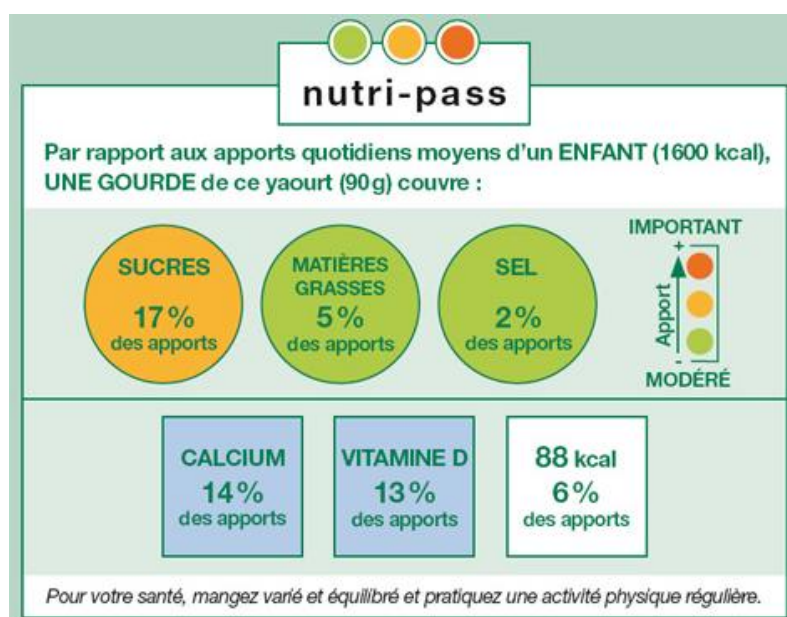 nutri-pass
Par rapport aux apports quotidiens moyens d'un ENFANT (1600 kcal),
UNE GOURDE de ce yaourt (90g) couvre :
SUCRES
17%
des apports
MATIÈRES
GRASSES
5%
des apports
SEL
2%
des apports
IMPORTANT
+
Apport
-
MODÉRÉ
CALCIUM
14%
des apports
VITAMINE D
13%
des apports
88 kcal
6%
des apports
Pour votre santé, mangez varié et équilibré et pratiquez une activité physique régulière.